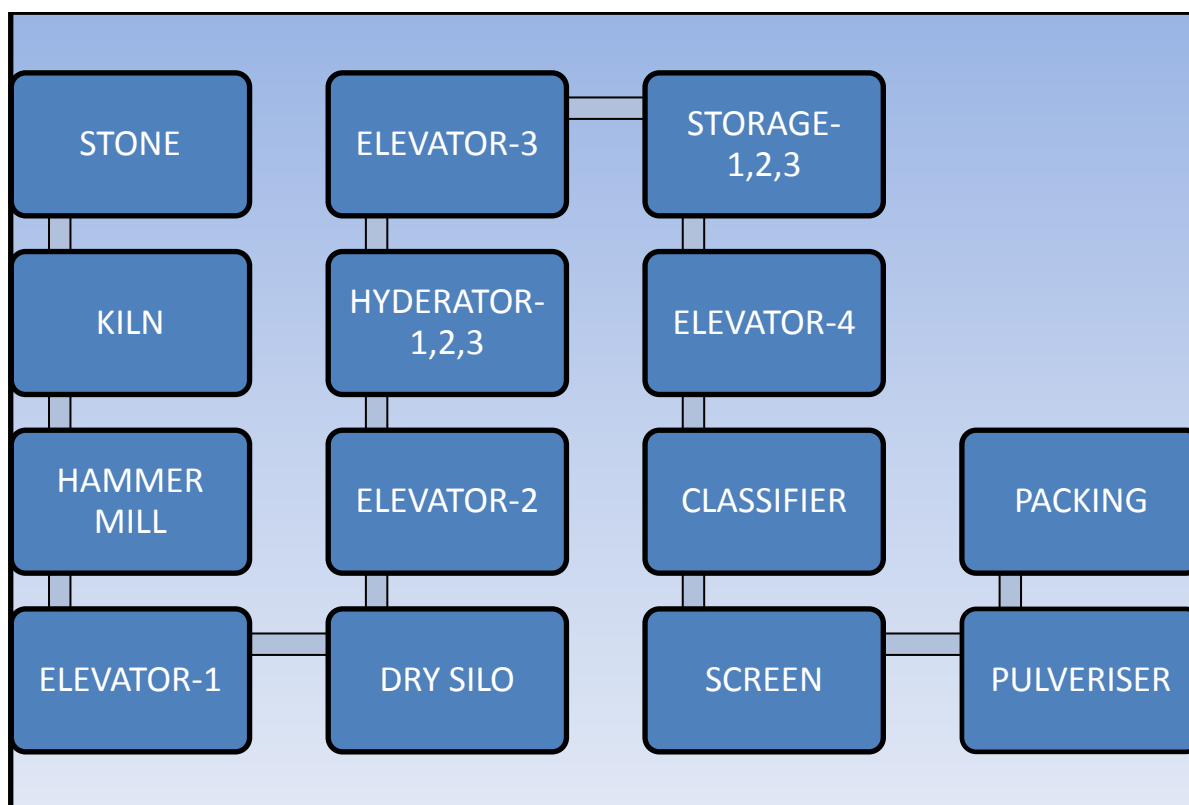 STONE
KILN
HAMMER
MILL
ELEVATOR-1
DRY SILO
ELEVATOR-2
HYDERATOR-
1,2,3
ELEVATOR-3
STORAGE-
1,2,3
ELEVATOR-4
CLASSIFIER
SCREEN
PULVERISER
PACKING